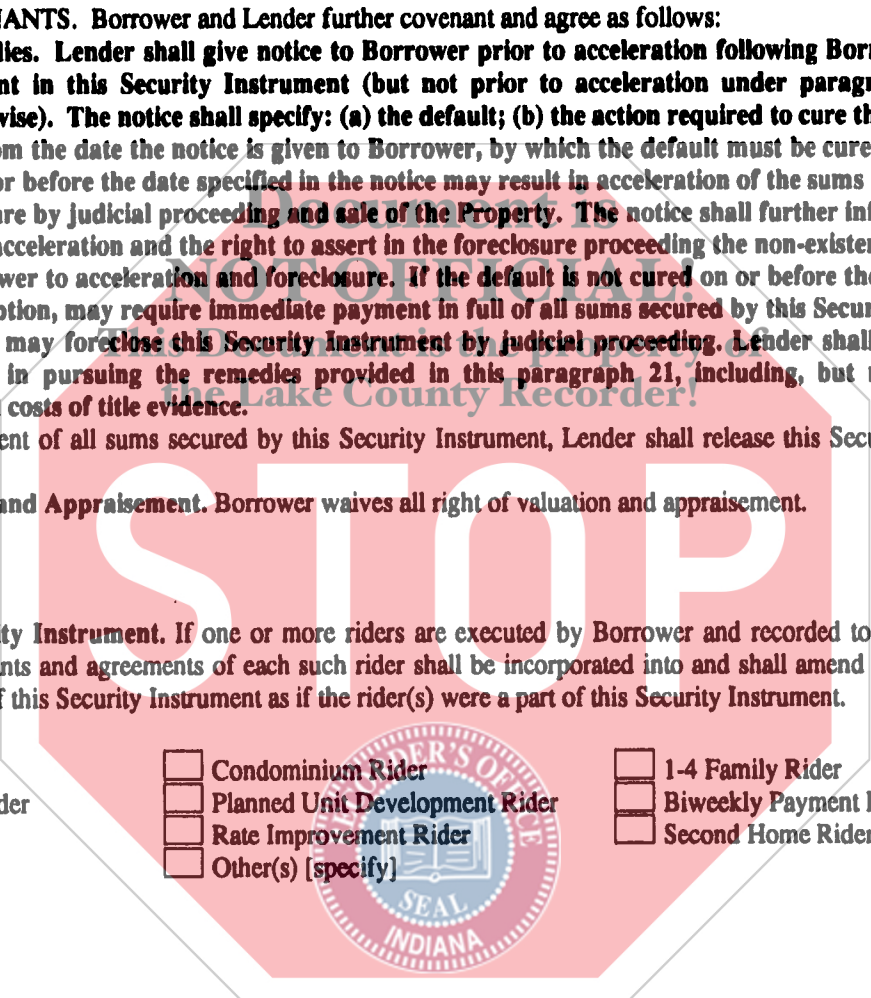 NANTS. Borrower and Lender further covenant and agree as follows:
dies. Lender shall give notice to Borrower prior to acceleration following Borr
nt in this Security Instrument (but not prior to acceleration under paragr
wise). The notice shall specify: (a) the default; (b) the action required to cure th
om the date the notice is given to Borrower, by which the default must be cure
or before the date specified in the notice may result in acceleration of the sums
ure by judicial proceeding and sale of the Property. The notice shall further inf
Document is
acceleration and the right to assert in the foreclosure proceeding the non-existen
wer to acceleration and foreclosure. If the default is not cured on or before the
NOT OFFICIAL!
ption, may require immediate payment in full of all sums secured by this Secur
may foreclose this Security Instrument by judicial proceeding. Lender shall
This Document is the property of
in pursuing the remedies provided in this paragraph 21, including, but n
the Lake County Recorder!
costs of title evidence.
ent of all sums secured by this Security Instrument, Lender shall release this Secu
and Appraisement. Borrower waives all right of valuation and appraisement.
STOP
ity Instrument. If one or more riders are executed by Borrower and recorded to
nts and agreements of each such rider shall be incorporated into and shall amend
f this Security Instrument as if the rider(s) were a part of this Security Instrument.
Condominium Rider
1-4 Family Rider
der
Planned Unit Development Rider
Biweekly Payment
Rate Improvement Rider
Second Home Rider
Other(s) [specify]
RECORDER'S OFFICE
SEAL
INDIANA